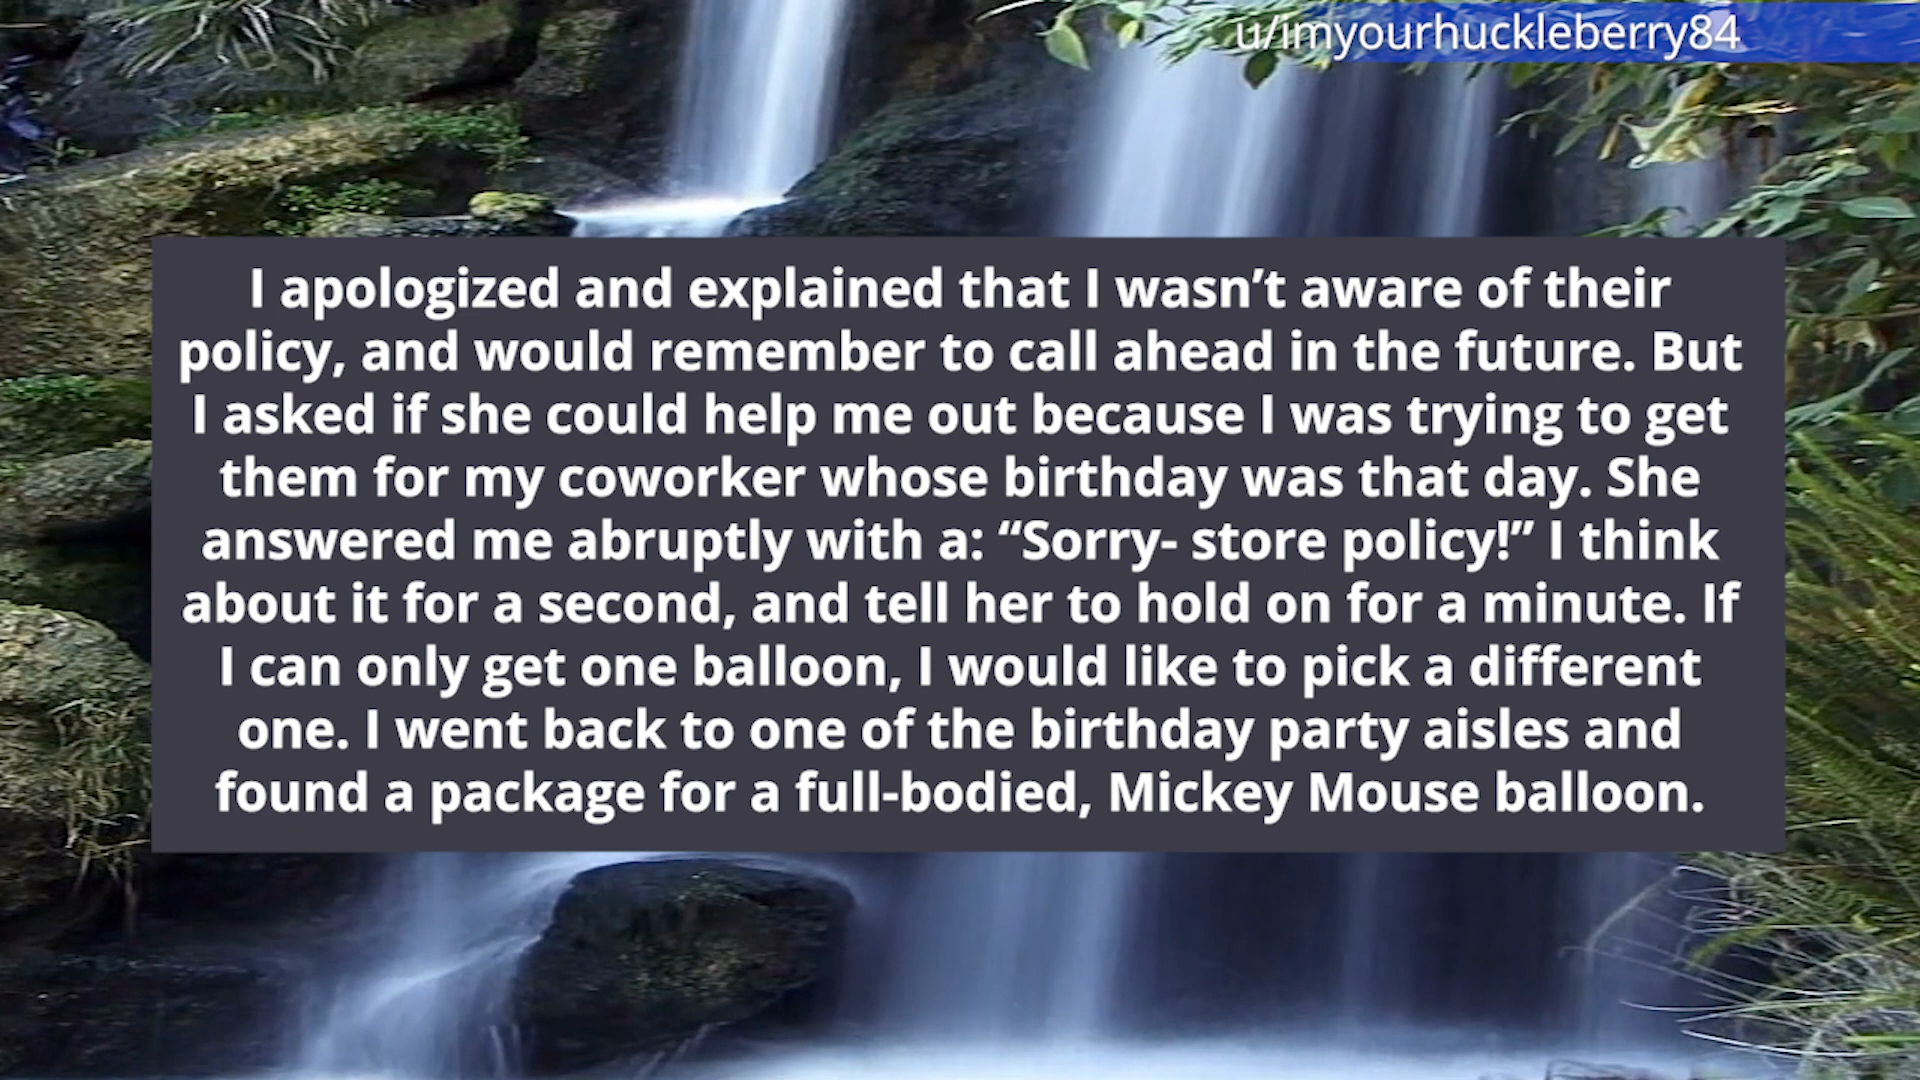 u/imyourhuckleberry84
I apologized and explained that I wasn’t aware of their
policy, and would remember to call ahead in the future. But
I asked if she could help me out because I was trying to get
them for my coworker whose birthday was that day. She
answered me abruptly with a: “Sorry- store policy!” I think
about it for a second, and tell her to hold on for a minute. If
I can only get one balloon, I would like to pick a different
one. I went back to one of the birthday party aisles and
found a package for a full-bodied, Mickey Mouse balloon.